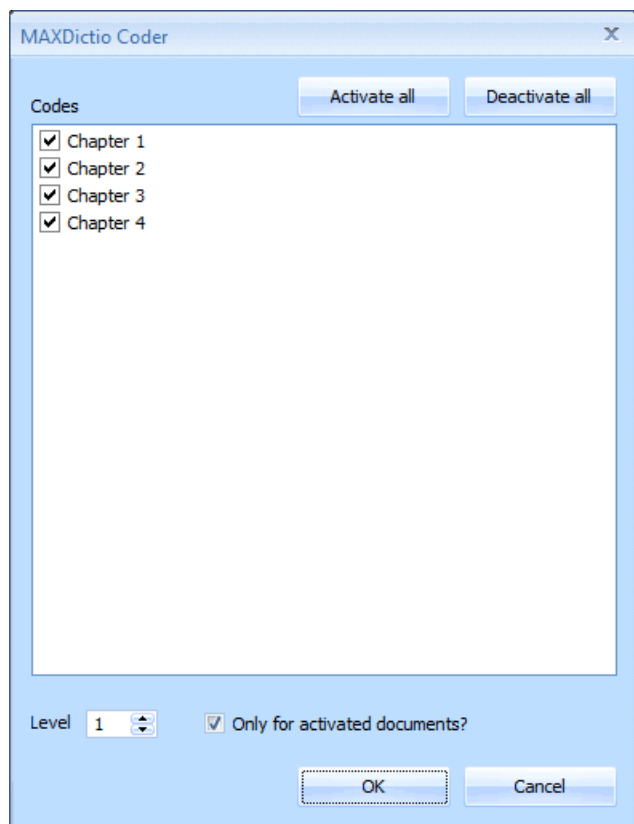 MAXDictio Coder
Codes
Activate all
Deactivate all
Chapter 1
Chapter 2
Chapter 3
Chapter 4
Level 1
Only for activated documents?
OK
Cancel